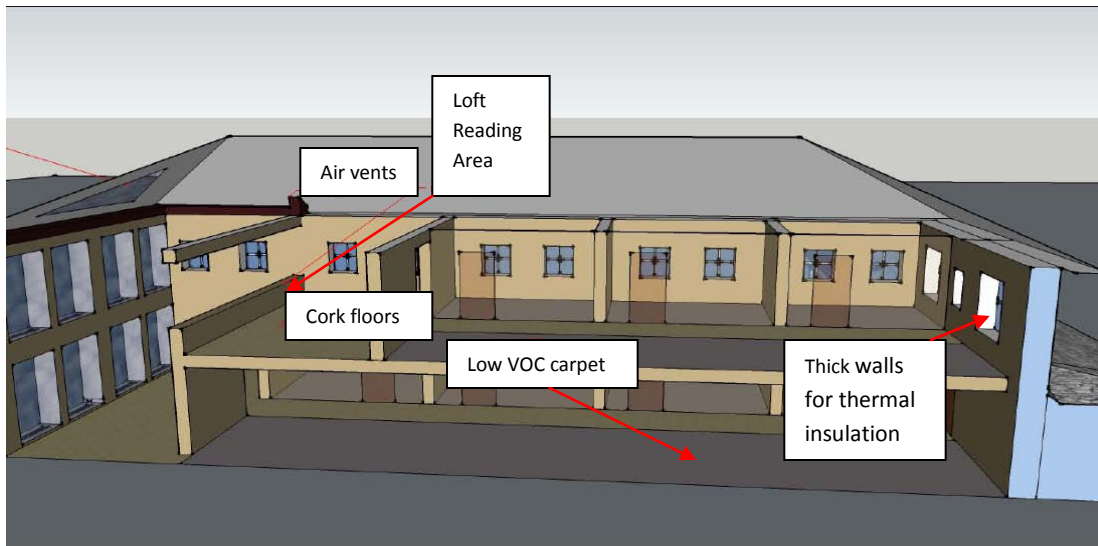 Loft
Reading
Area
Air vents
Cork floors
Low VOC carpet
Thick walls
for thermal
insulation